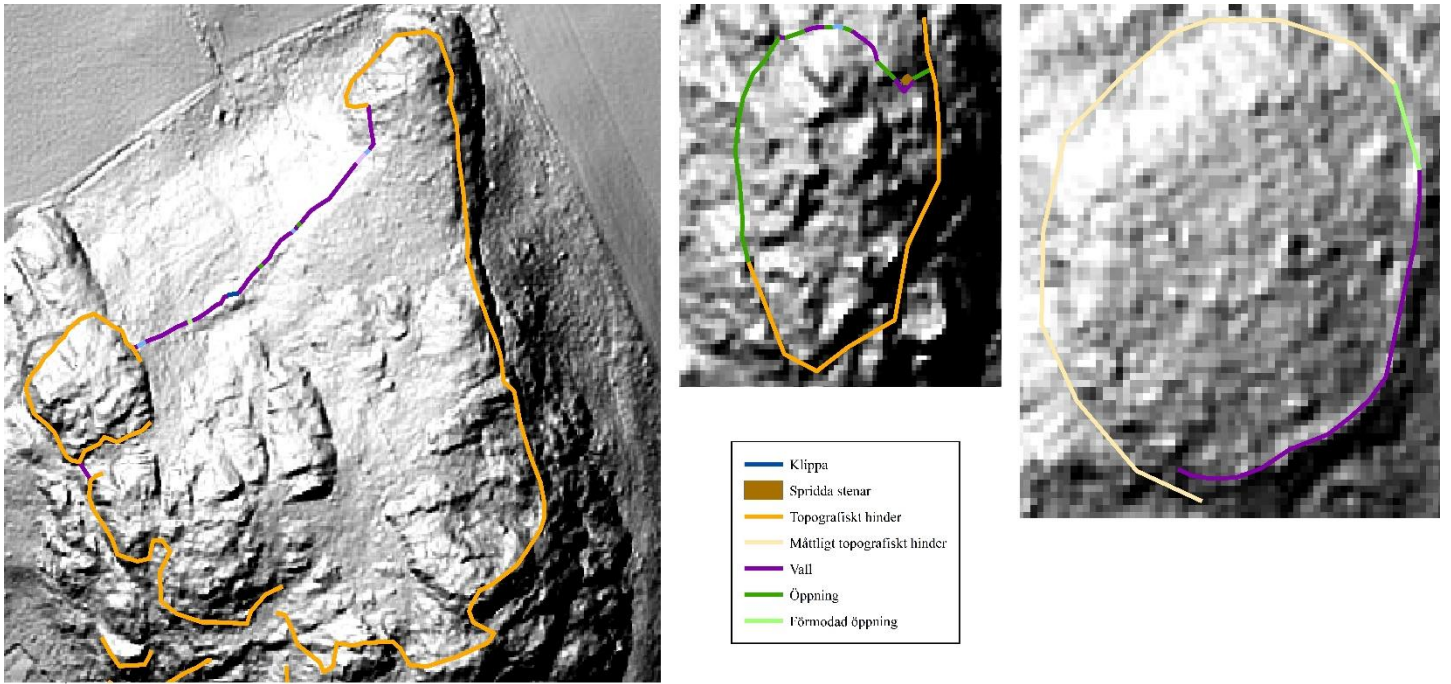 Klippa
Spridda stenar
Topografiskt hinder
Måttligt topografiskt hinder
Vall
Öppning
Förmodad öppning